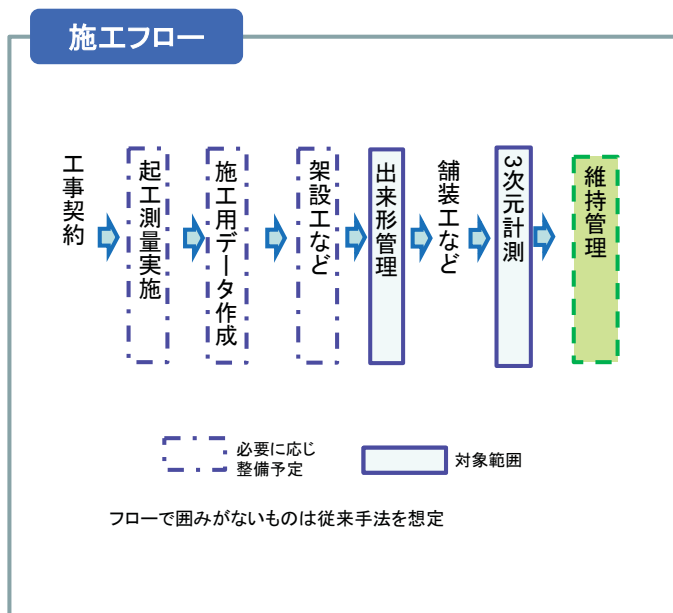 施工フロー
工事契約
起工測量実施
施工用データ作成
架設工など
出来形管理
舗装工など
3次元計測
維持管理
必要に応じ
整備予定
対象範囲
フローで囲みがないものは従来手法を想定